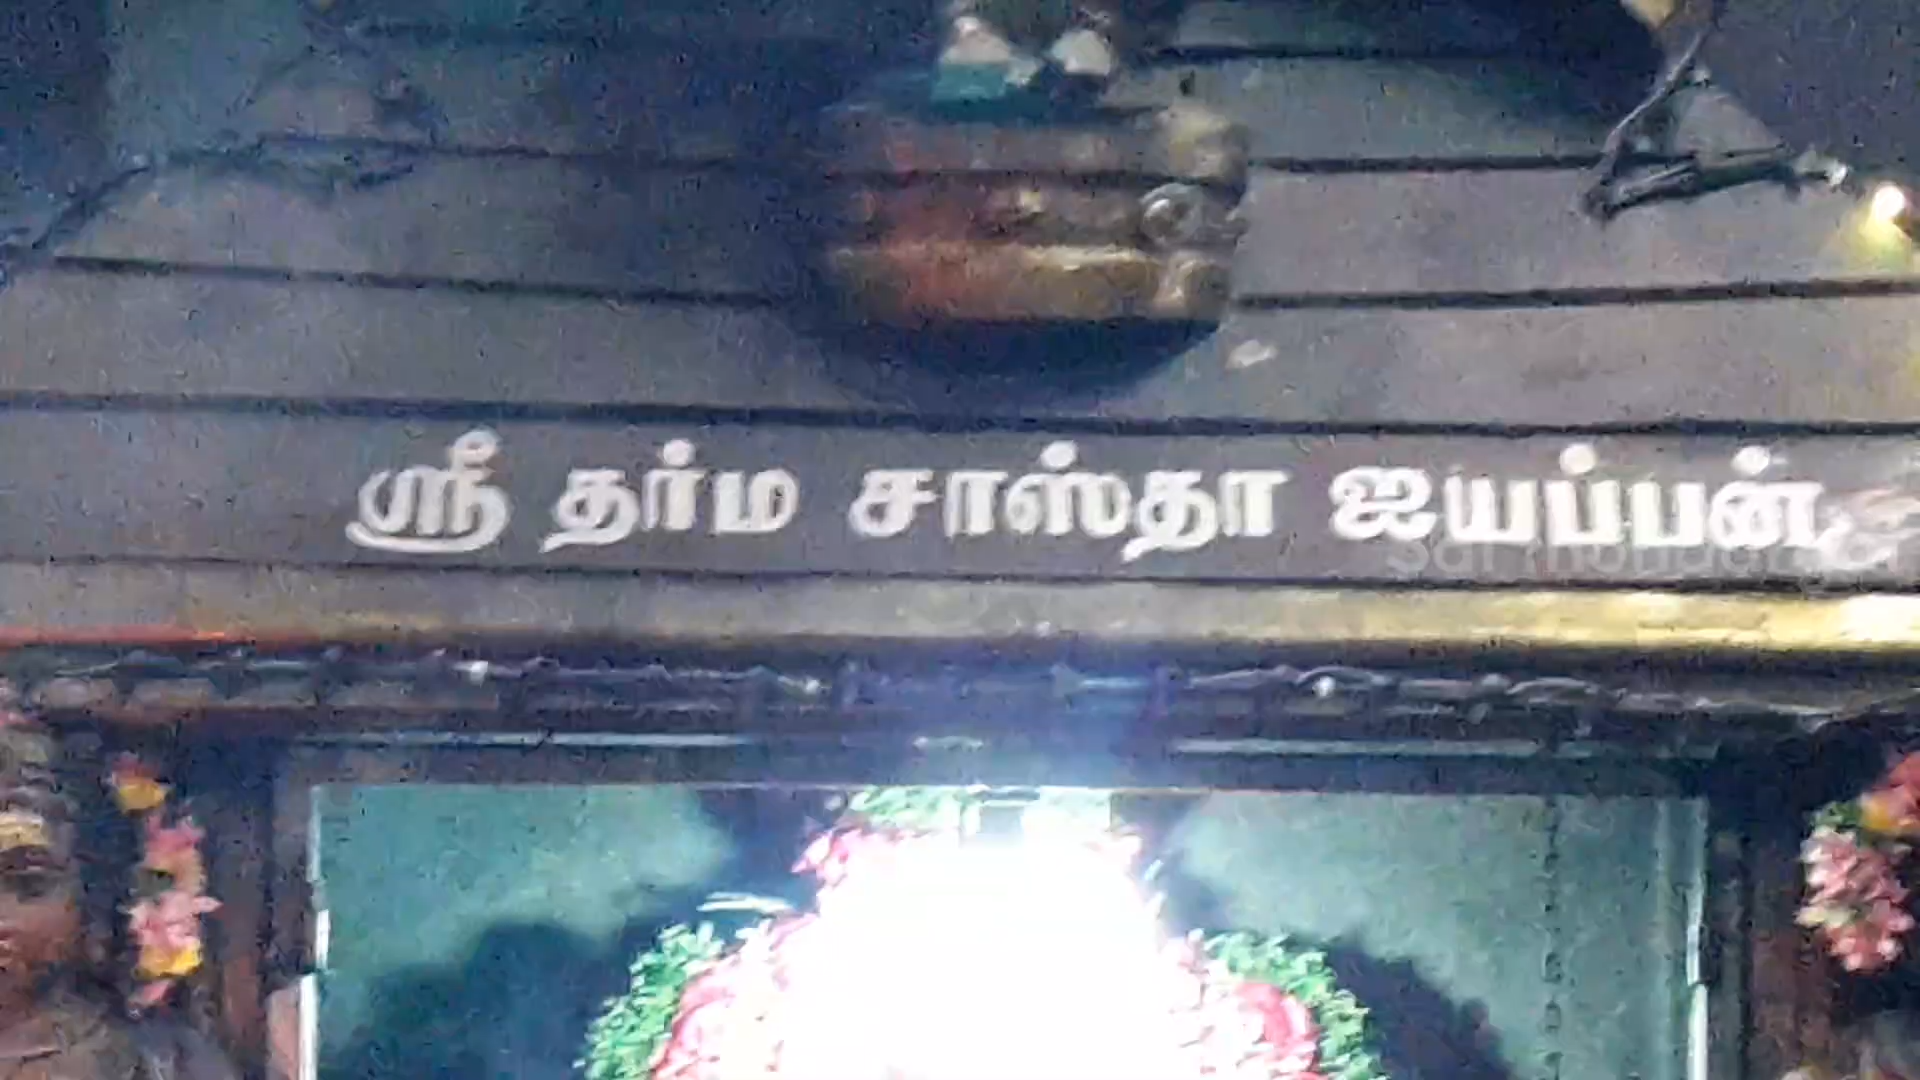 ஸ்ரீ தர்ம சாஸ்தா ஐயப்பன்